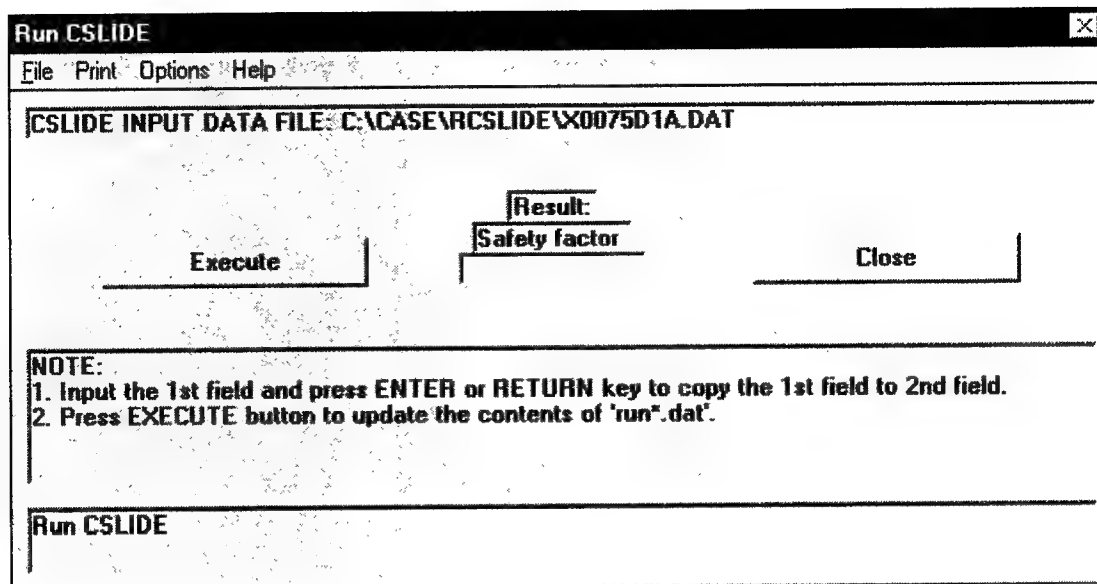 Run CSLIDE
File Print Options Help
CSLIDE INPUT DATA FILE: C:\CASE\RCSLIDE\X0075D1A.DAT
Result:
Safety factor
Execute
Close
NOTE:
1. Input the 1st field and press ENTER or RETURN key to copy the 1st field to 2nd field.
2. Press EXECUTE button to update the contents of 'run*.dat'.
Run CSLIDE